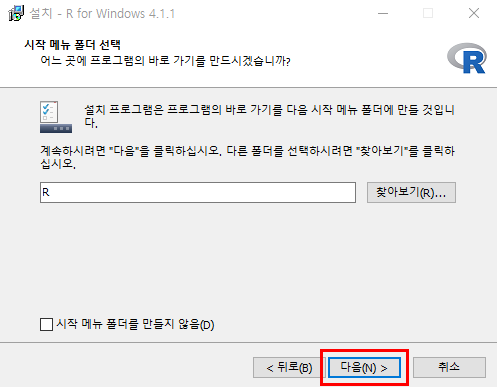 설치 - R for Windows 4.1.1
시작 메뉴 폴더 선택
어느 곳에 프로그램의 바로 가기를 만드시겠습니까?
R
설치 프로그램은 프로그램의 바로 가기를 다음 시작 메뉴 폴더에 만들 것입니
다.
계속하시려면 "다음"을 클릭하십시오. 다른 폴더를 선택하시려면 "찾아보기"를 클릭하
십시오.
R
찾아보기(R)...
시작 메뉴 폴더를 만들지 않음(D)
< 뒤로(B)
다음(N) >
취소